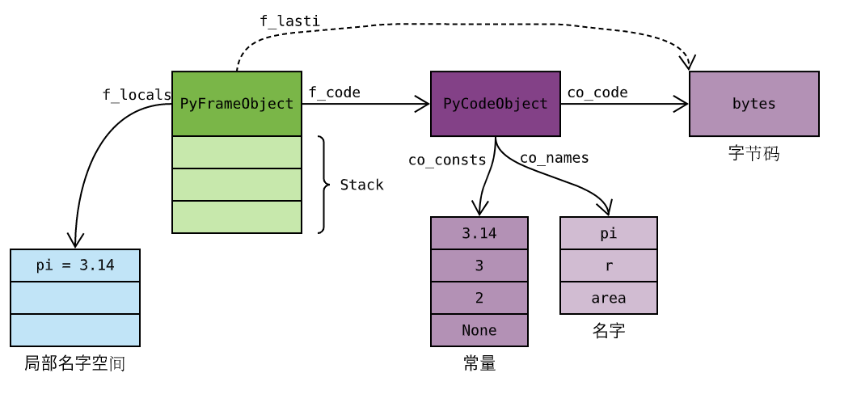 f_lasti
f_locals
PyFrameObject
f_code
PyCodeObject
co_code
bytes
字节码
co_consts
co_names
Stack
pi = 3.14
局部名字空间
3.14
3
2
None
常量
pi
r
area
名字